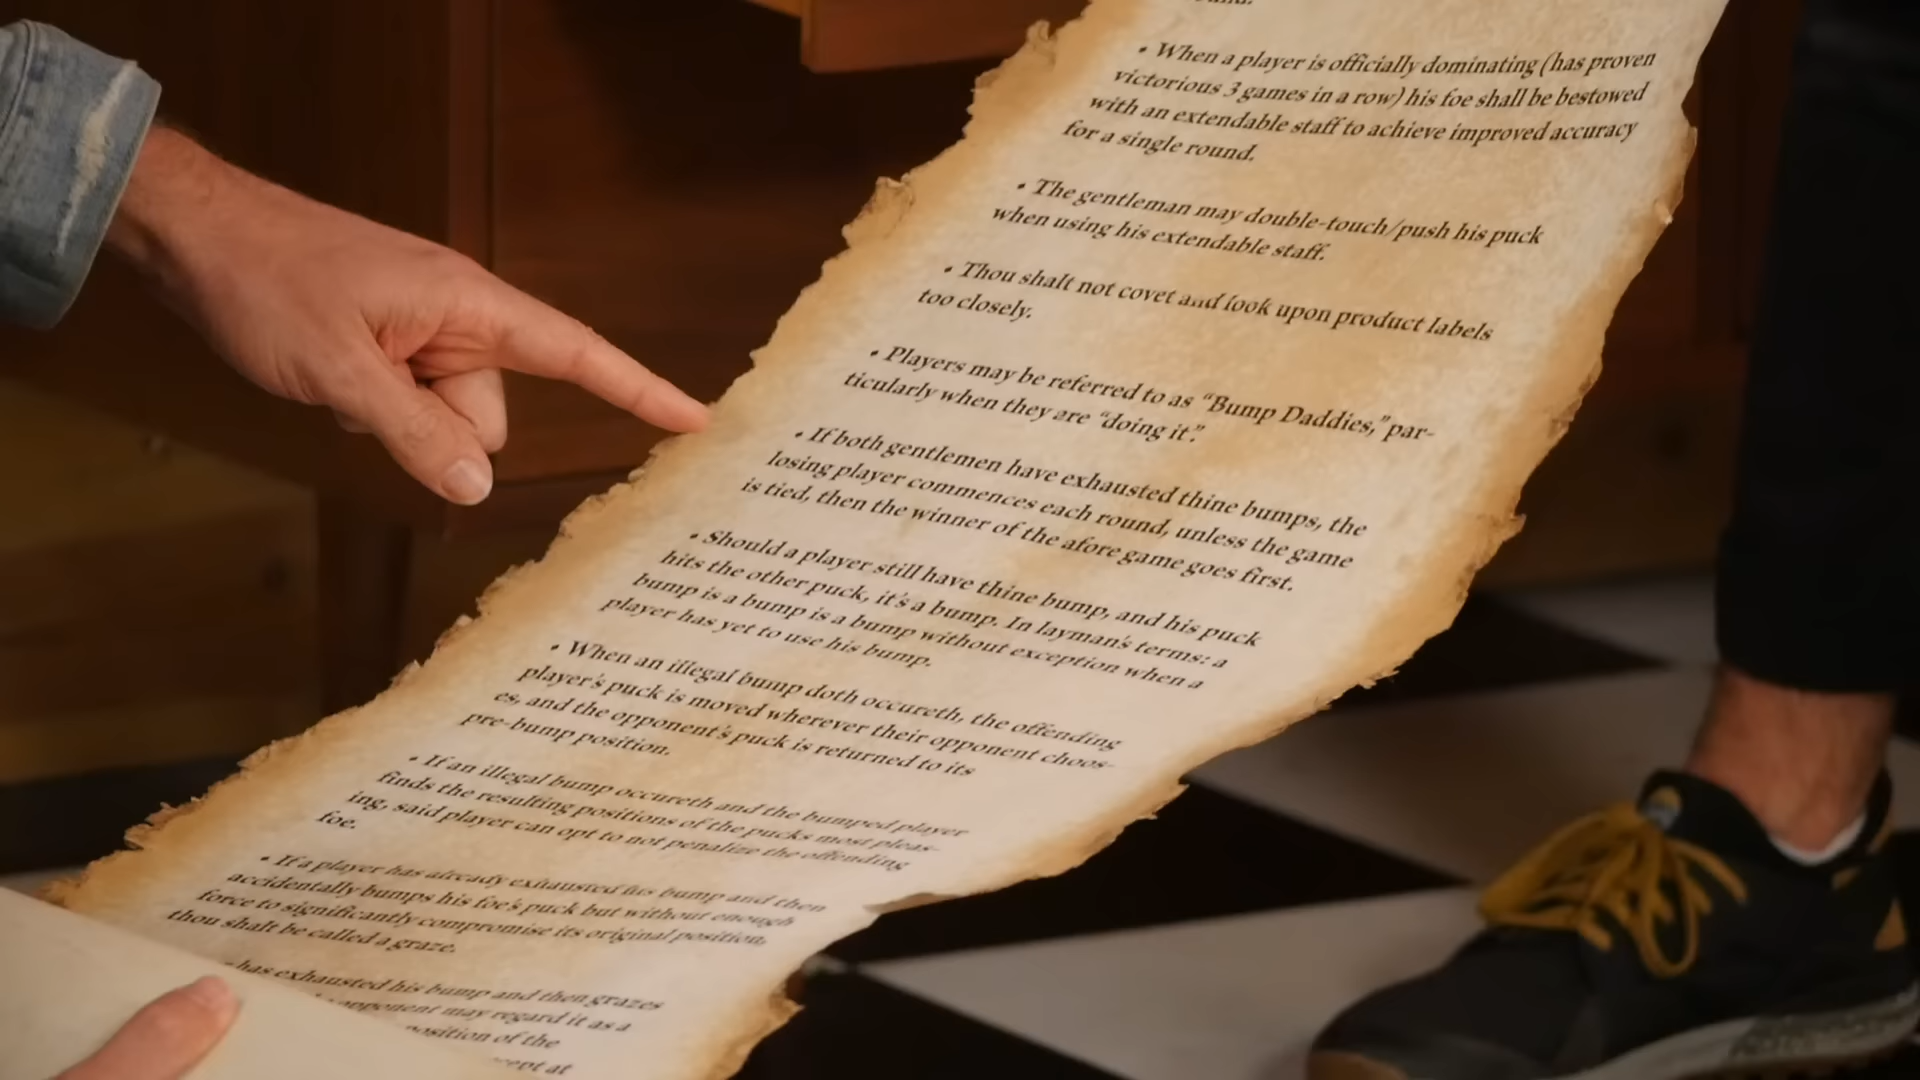 • When a player is officially dominating (has proven
victorious 3 games in a row) his foe shall be bestowed
with an extendable staff to achieve improved accuracy
for a single round.
• The gentleman may double-touch/push his puck
when using his extendable staff.
• Thou shalt not covet and look upon product labels
too closely.
• Players may be referred to as “Bump Daddies,” par-
ticularly when they are “doing it”.
• If both gentlemen have exhausted thine bumps, the
losing player commences each round, unless the game
is tied, then the winner of the afore game goes first.
• Should a player still have thine bump, and his puck
hits the other puck, it's a bump. In layman's terms: a
bump is a bump is a bump without exception when a
player has yet to use his bump.
• When an illegal bump doth occureth, the offending
player's puck is moved wherever their opponent choos-
es, and the opponent's puck is returned to its
pre-bump position.
• If an illegal bump occureth and the bumped player
finds the resulting positions of the pucks most pleas-
ing, said player can opt to not penalize the offending
foe.
• If a player has already exhausted his bump and then
accidentally bumps his foe's puck but without enough
force to significantly compromise its original position,
thou shalt be called a graze.
has exhausted his bump and then grazes
opponent may regard it as a
position of the
at